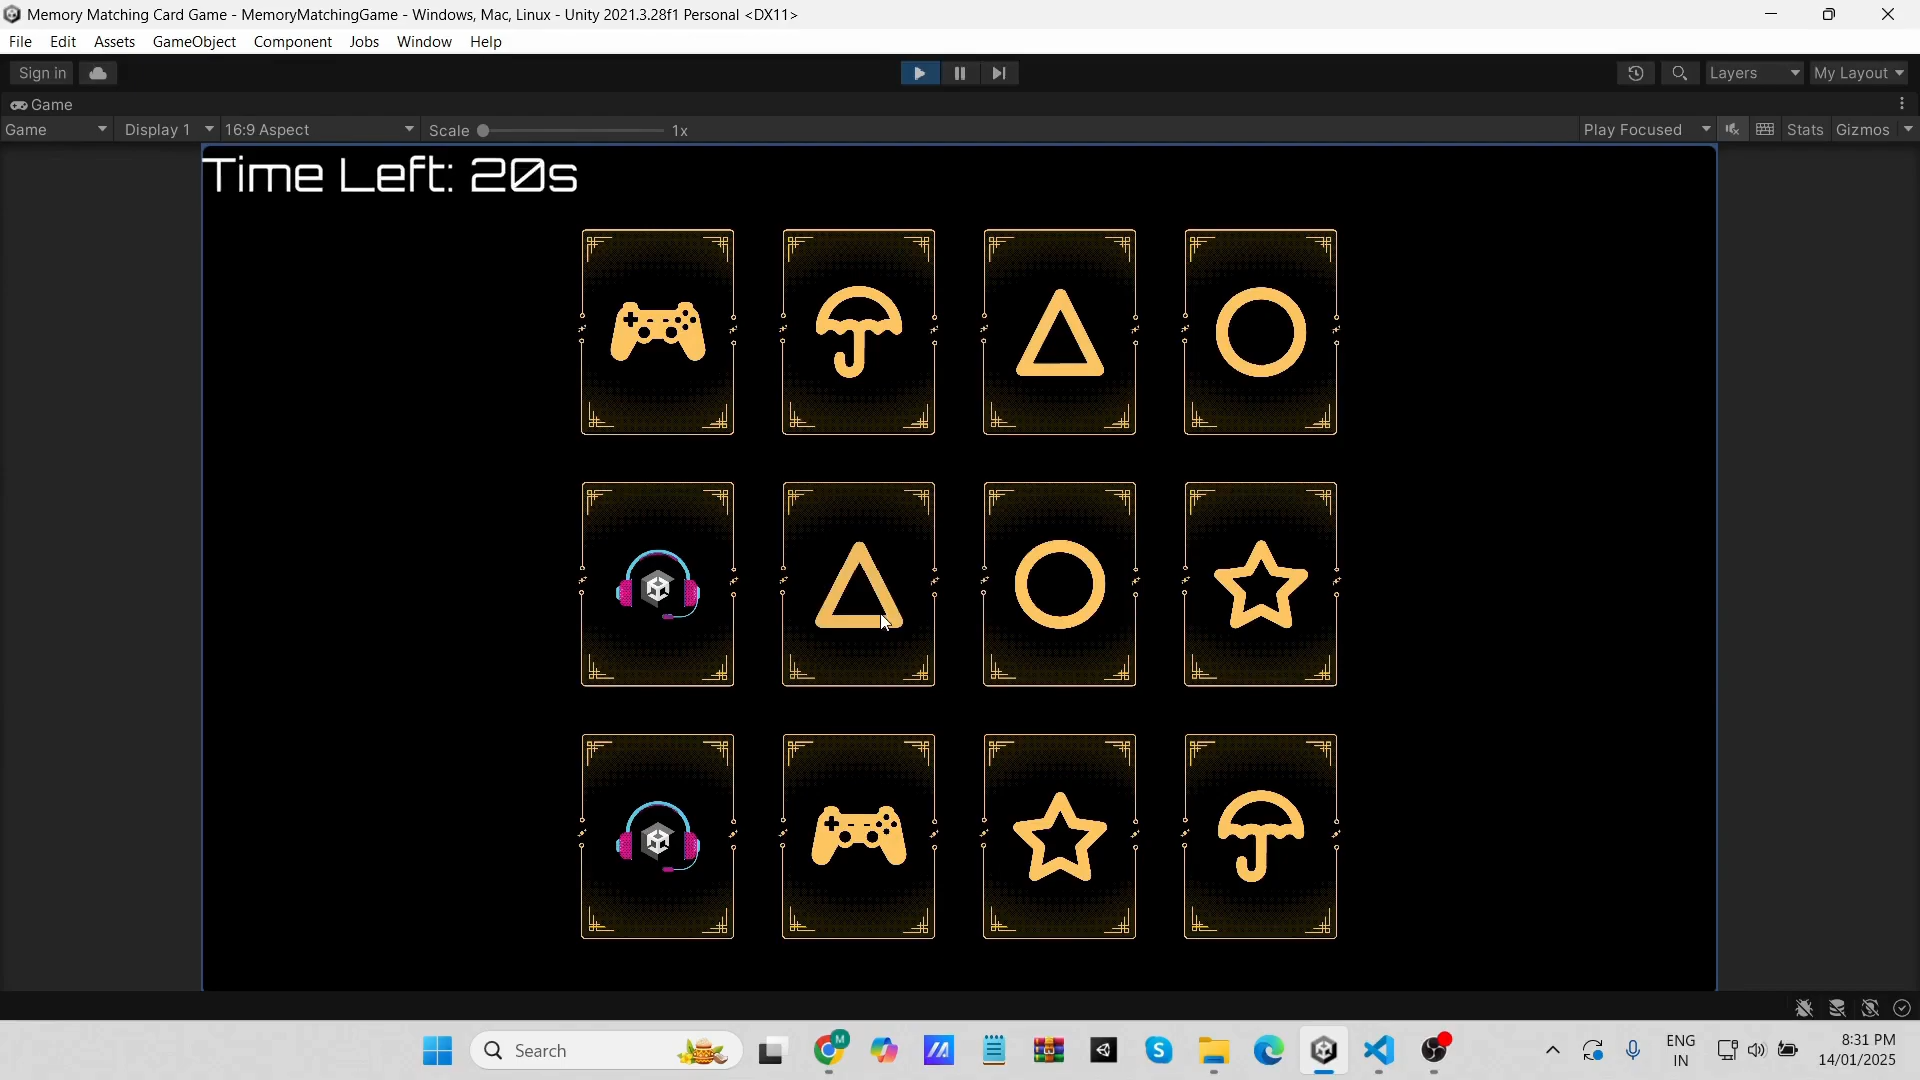 Memory Matching Card Game - MemoryMatchingGame - Windows, Mac, Linux - Unity 2021.3.28f1 Personal <DX11>
File Edit Assets GameObject Component Jobs Window Help
Sign in Layers My Layout
Game
Game Display 1 16:9 Aspect Scale 1x Play Focused Stats Gizmos
Time Left: 20s
Search
M
ENG
IN
8:31 PM
14/01/2025